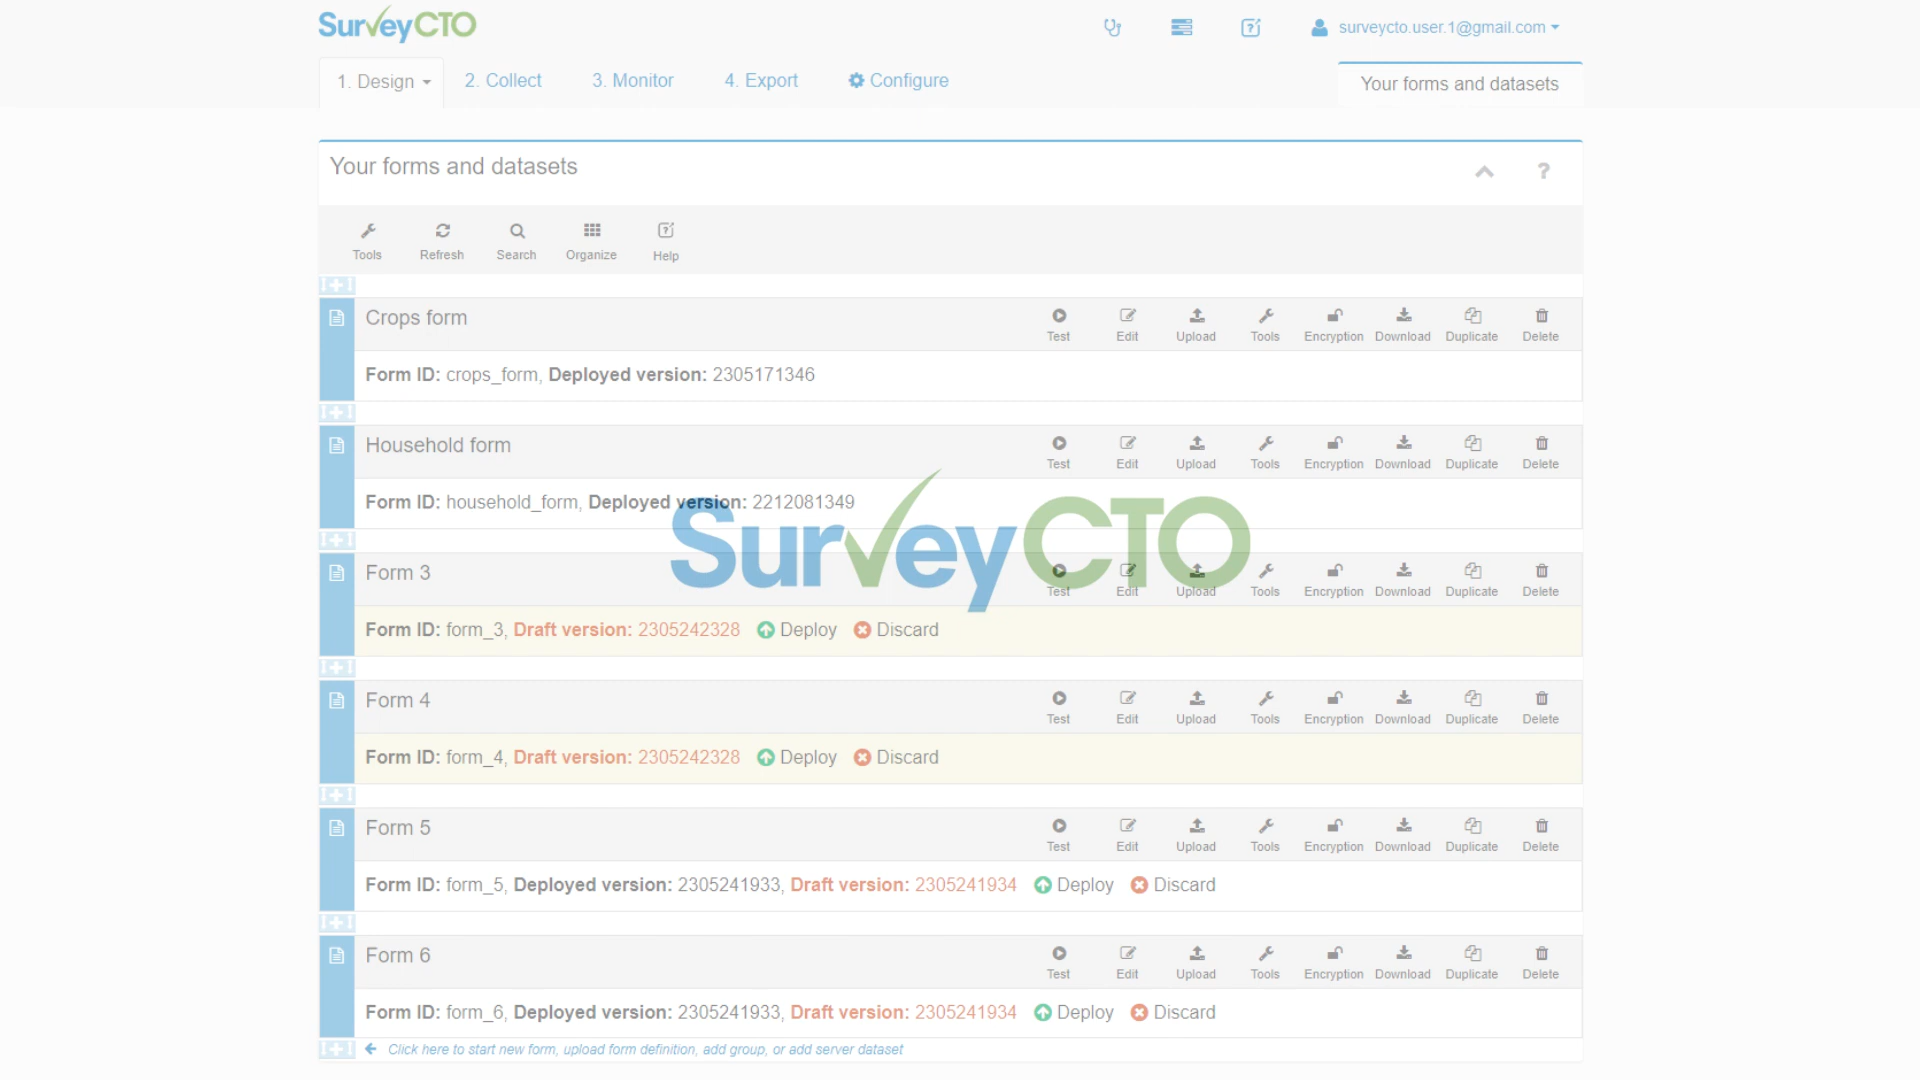 SurveyCTO
surveycto.user.1@gmail.com
1. Design 2. Collect 3. Monitor 4. Export Configure Your forms and datasets
Your forms and datasets ?
Tools Refresh Search Organize Help
Crops form
Test Edit Upload Tools Encryption Download Duplicate Delete
Form ID: crops_form, Deployed version: 2305171346
Household form
Test Edit Upload Tools Encryption Download Duplicate Delete
Form ID: household_form, Deployed version: 2212081349
SurveyCTO
Form 3
Test Edit Upload Tools Encryption Download Duplicate Delete
Form ID: form_3, Draft version: 2305242328 Deploy Discard
Form 4
Test Edit Upload Tools Encryption Download Duplicate Delete
Form ID: form_4, Draft version: 2305242328 Deploy Discard
Form 5
Test Edit Upload Tools Encryption Download Duplicate Delete
Form ID: form_5, Deployed version: 2305241933, Draft version: 2305241934 Deploy Discard
Form 6
Test Edit Upload Tools Encryption Download Duplicate Delete
Form ID: form_6, Deployed version: 2305241933, Draft version: 2305241934 Deploy Discard
Click here to start new form, upload form definition, add group, or add server dataset